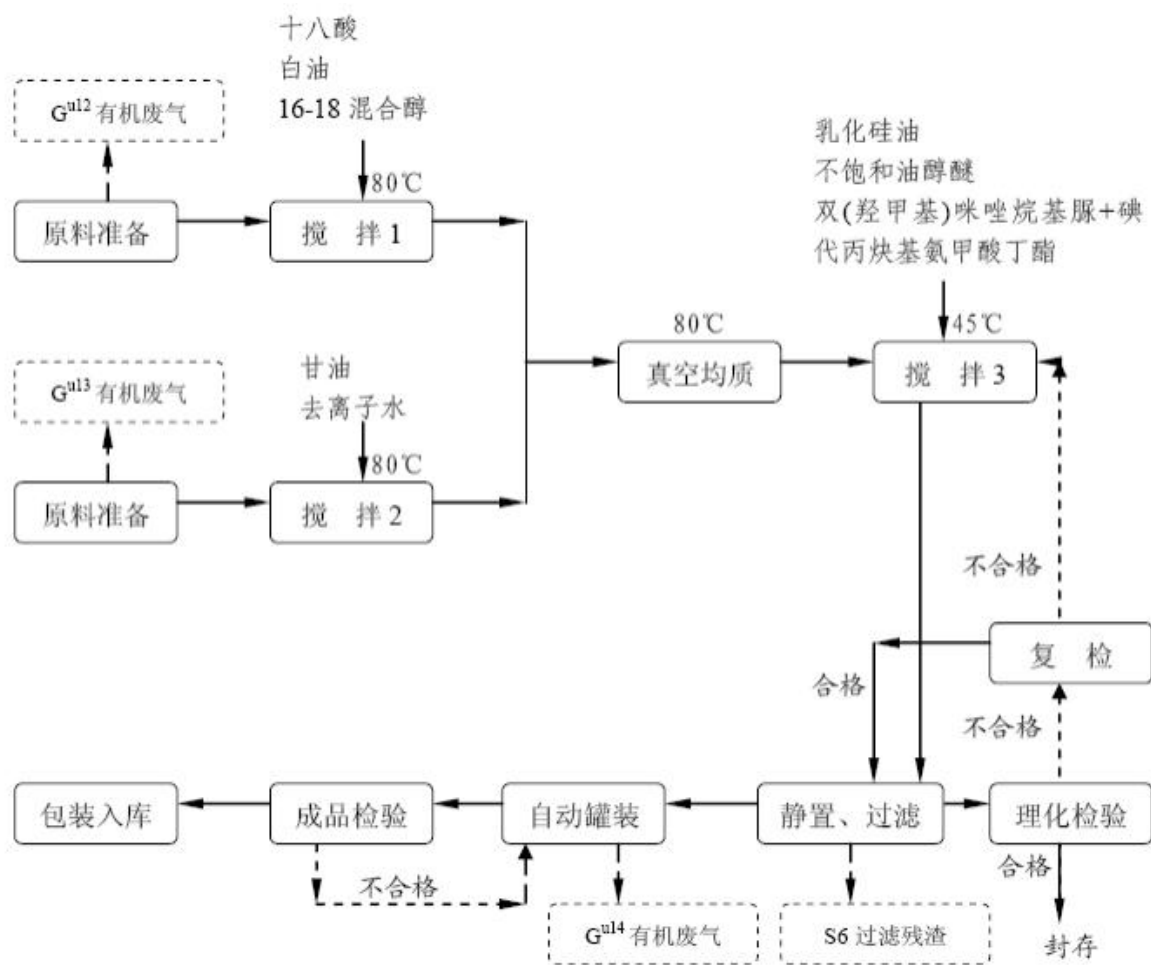 十八酸
白油
16-18 混合醇
Gu12 有机废气
80℃
原料准备
搅 拌 1
乳化硅油
不饱和油醇醚
双(羟甲基)咪唑烷基脲+碘
代丙炔基氨甲酸丁酯
80℃
45℃
真空均质
搅 拌 3
Gu13 有机废气
甘油
去离子水
80℃
原料准备
搅 拌 2
不合格
复 检
合格
不合格
包装入库
成品检验
自动罐装
静置、过滤
理化检验
不合格
合格
Gu14 有机废气
S6 过滤残渣
封存